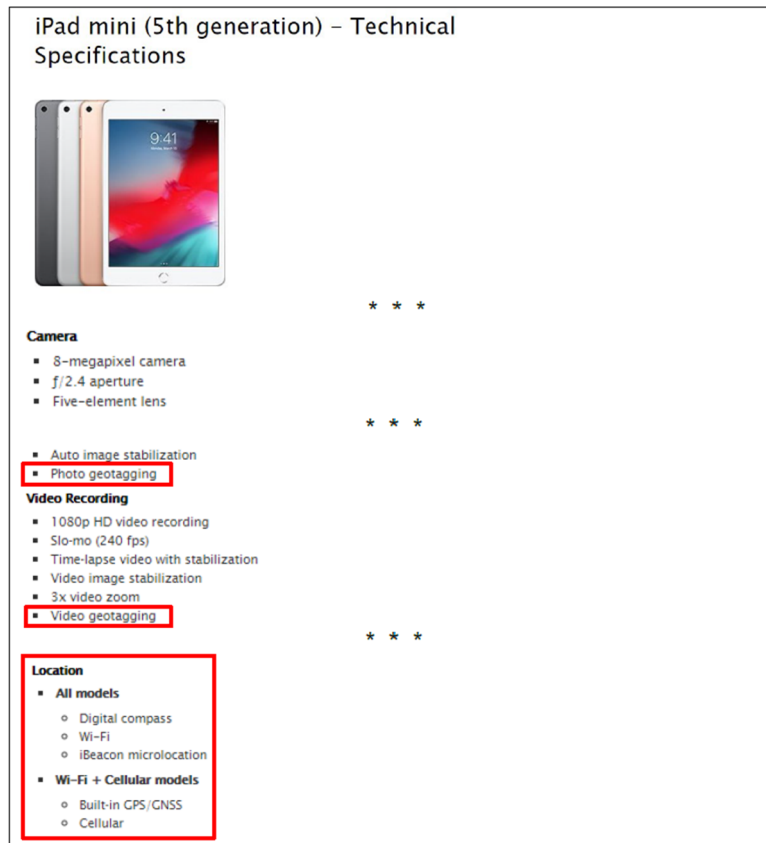 iPad mini (5th generation) – Technical
Specifications
9:41
* * *
Camera
▪ 8-megapixel camera
▪ ƒ/2.4 aperture
▪ Five-element lens
* * *
▪ Auto image stabilization
▪ Photo geotagging
Video Recording
▪ 1080p HD video recording
▪ Slo-mo (240 fps)
▪ Time-lapse video with stabilization
▪ Video image stabilization
▪ 3x video zoom
▪ Video geotagging
* * *
Location
▪ All models
○ Digital compass
○ Wi-Fi
○ iBeacon microlocation
▪ Wi-Fi + Cellular models
○ Built-in GPS/GNSS
○ Cellular